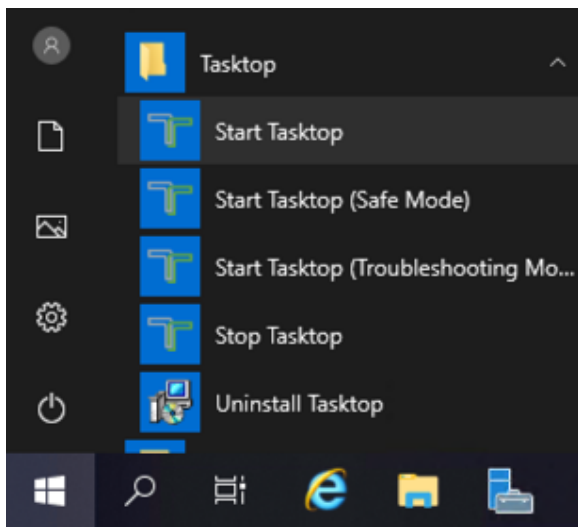 Tasktop
Start Tasktop
Start Tasktop (Safe Mode)
Start Tasktop (Troubleshooting Mo...
Stop Tasktop
Uninstall Tasktop